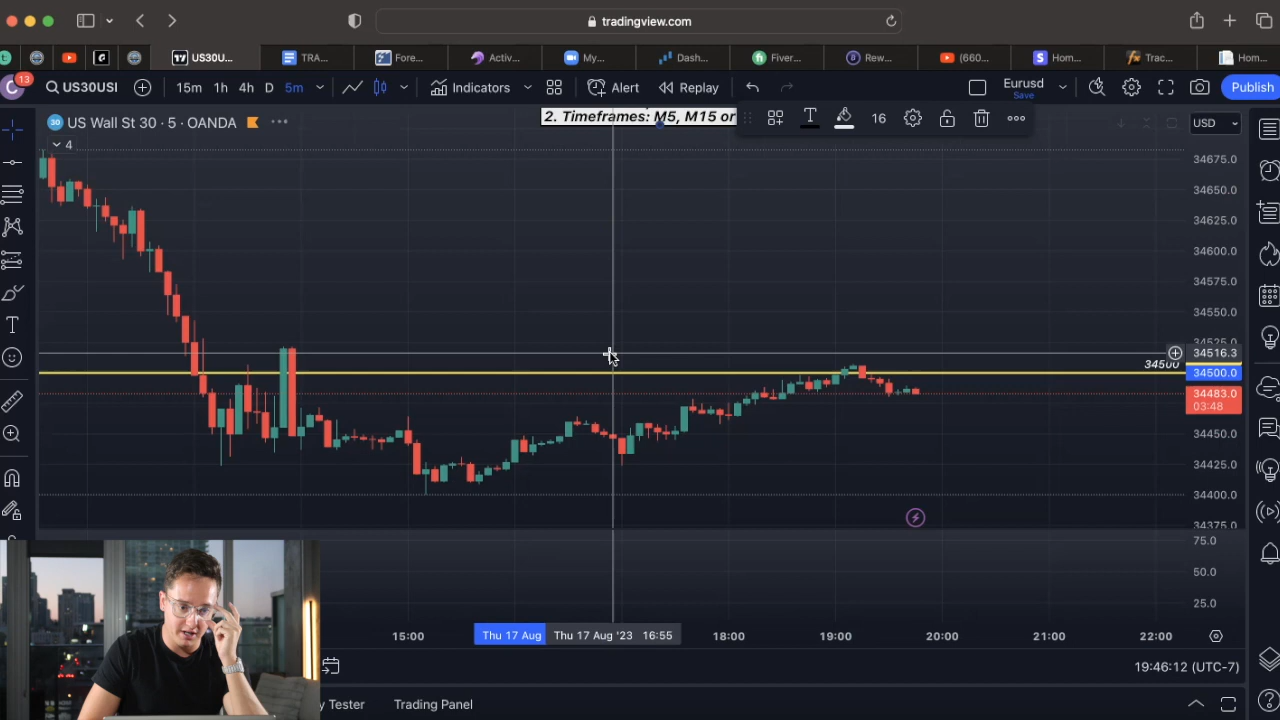 tradingview.com
US30U...
TRA...
Fore...
Activ...
My...
Dash...
Fiver...
Rew...
(660...
Hom...
Trac...
Hom...
C
13
US30USI
15m
1h
4h
D
5m
Indicators
Alert
Replay
Eurusd
Save
Publish
2. Timeframes: M5, M15 or
16
30
US Wall St 30 · 5 · OANDA
USD
4
34675.0
34650.0
34625.0
34600.0
34575.0
34550.0
34525.0
34516.3
34500
34500.0
34483.0
03:48
34450.0
34425.0
34400.0
34375.0
75.0
50.0
25.0
15:00
Thu 17 Aug
Thu 17 Aug '23 16:55
18:00
19:00
20:00
21:00
22:00
19:46:12 (UTC-7)
y Tester
Trading Panel